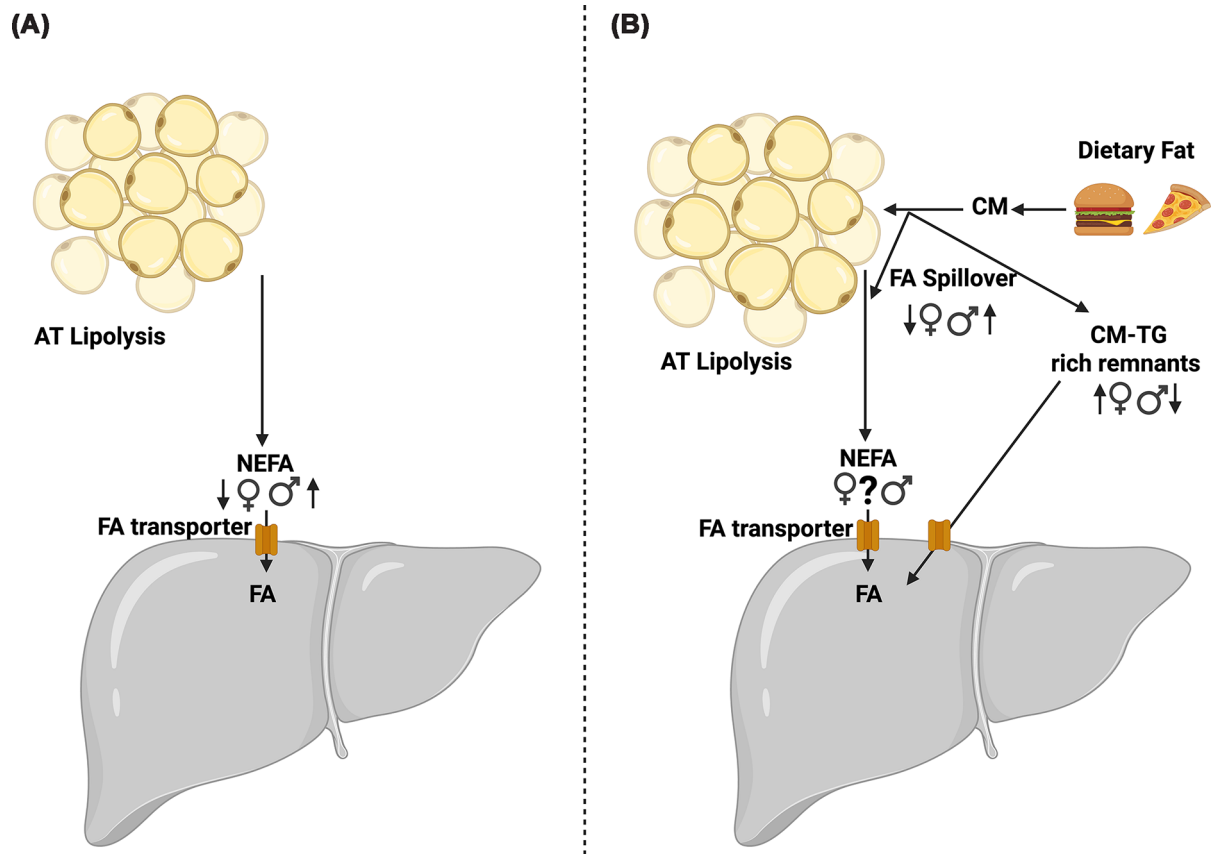 (A)
AT Lipolysis
NEFA
↓ ♀ ♂ ↑
FA transporter
FA
(B)
Dietary Fat
CM
FA Spillover
↓♀ ♂↑
AT Lipolysis
CM-TG
rich remnants
↑♀ ♂↓
NEFA
♀?♂
FA transporter
FA